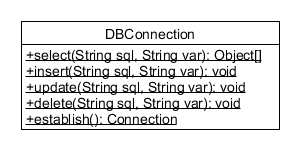 DBConnection
+select(String sql, String var): Object[]
+insert(String sql, String var): void
+update(String sql, String var): void
+delete(String sql, String var): void
+establish(): Connection